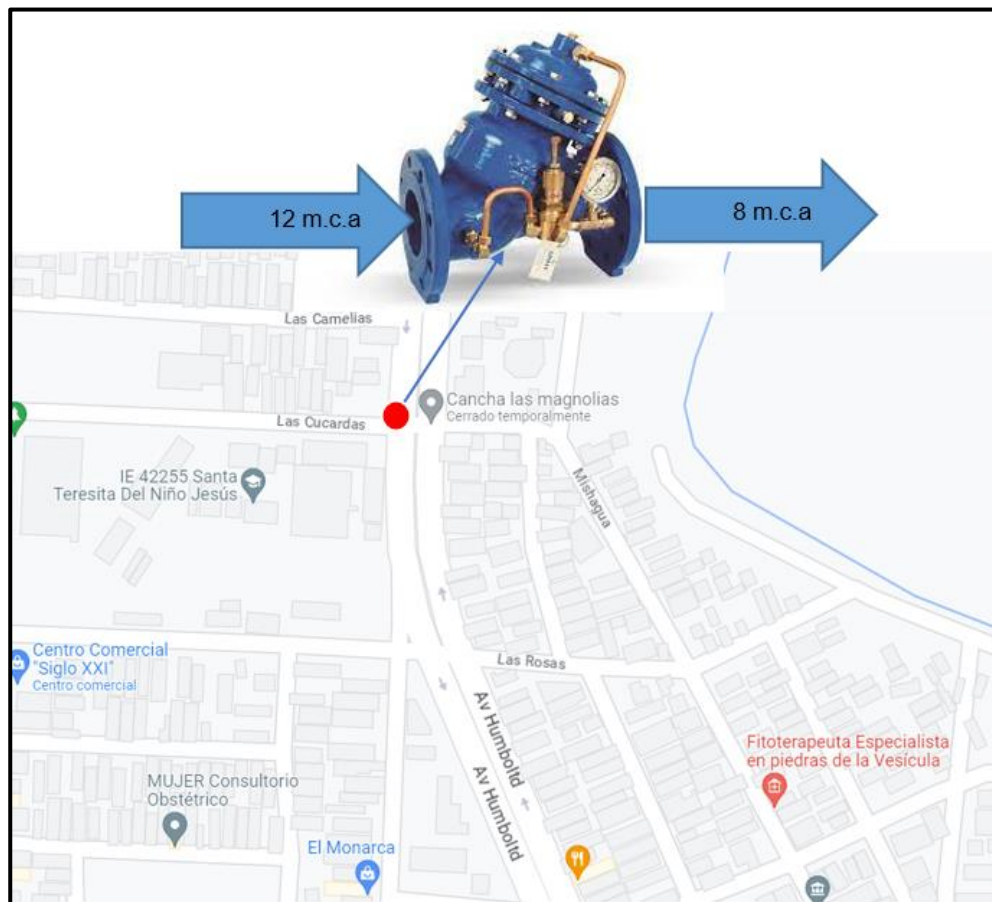 12 m.c.a
8 m.c.a
Las Camelias
Las Cucardas
Cancha las magnolias
Cerrado temporalmente
IE 42255 Santa
Teresita Del Niño Jesús
Mishagua
Centro Comercial
"Siglo XXI"
Centro comercial
Las Rosas
Av Humboltd
Av Humboltd
Fitoterapeuta Especialista
en piedras de la Vesícula
MUJER Consultorio
Obstétrico
El Monarca